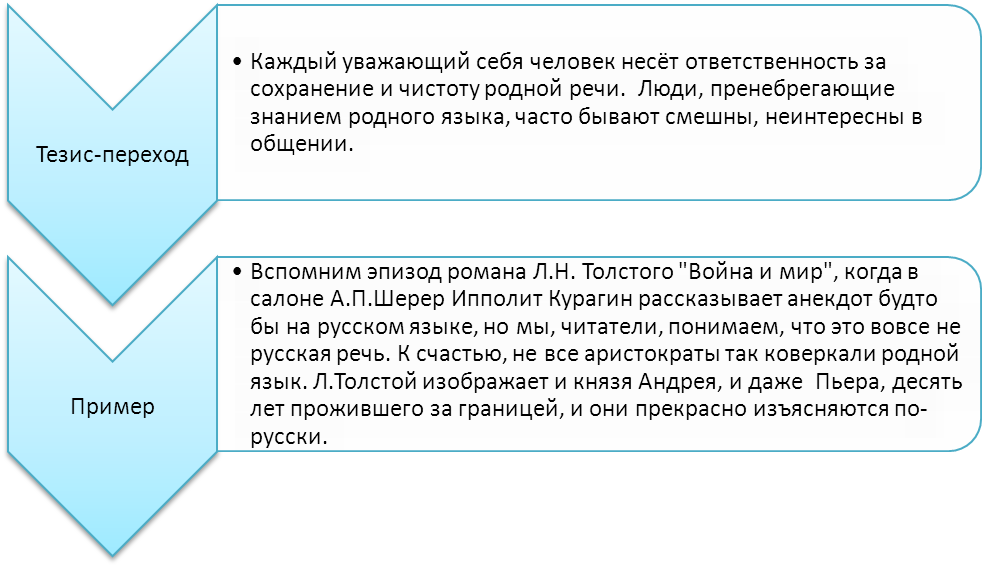 Тезис-переход
• Каждый уважающий себя человек несёт ответственность за
сохранение и чистоту родной речи.  Люди, пренебрегающие
знанием родного языка, часто бывают смешны, неинтересны в
общении.
Пример
• Вспомним эпизод романа Л.Н. Толстого "Война и мир", когда в
салоне А.П.Шерер Ипполит Курагин рассказывает анекдот будто
бы на русском языке, но мы, читатели, понимаем, что это вовсе не
русская речь. К счастью, не все аристократы так коверкали родной
язык. Л.Толстой изображает и князя Андрея, и даже  Пьера, десять
лет прожившего за границей, и они прекрасно изъясняются по-
русски.